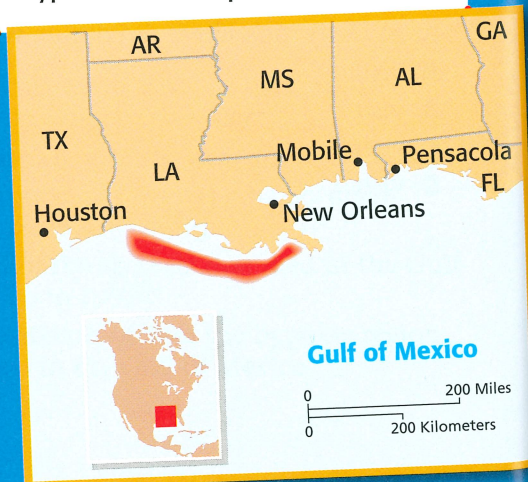 AR
GA
MS
AL
TX
LA
Mobile
Pensacola
FL
Houston
New Orleans
Gulf of Mexico
0
200 Miles
0
200 Kilometers